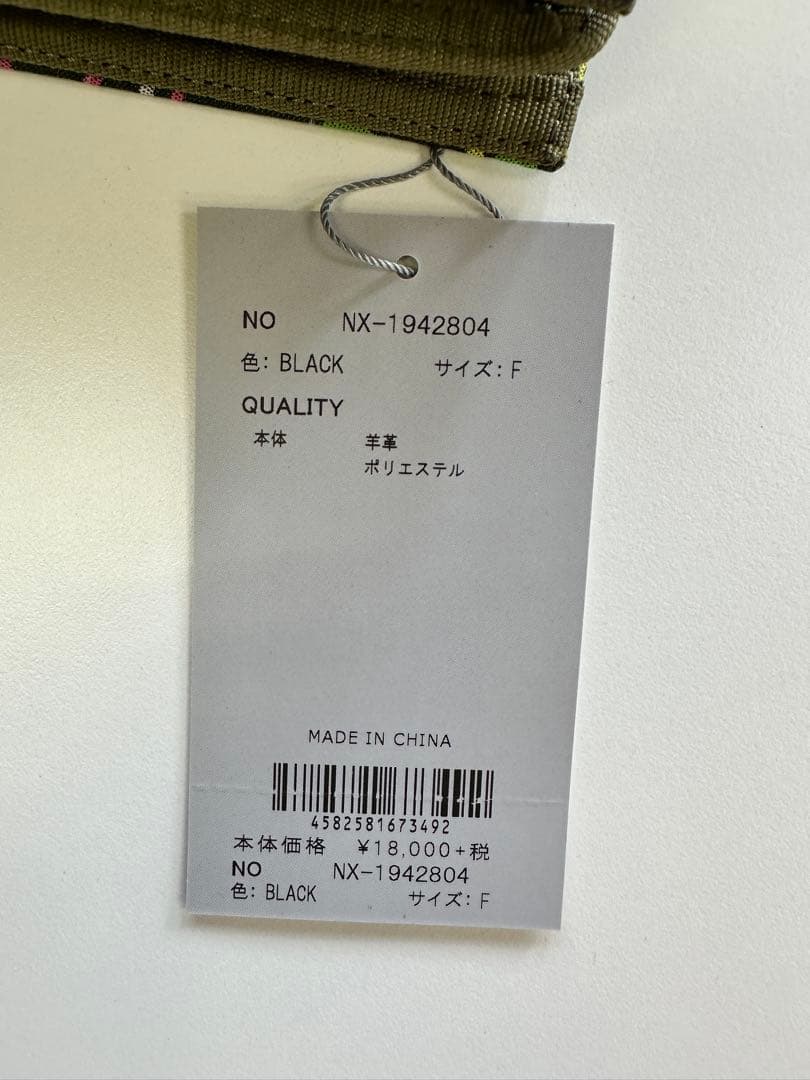 NO NX-1942804
色: BLACK サイズ: F
QUALITY
本体 羊革
ポリエステル
MADE IN CHINA
4582581673492
本体価格 ¥18,000+税
NO NX-1942804
色: BLACK サイズ: F